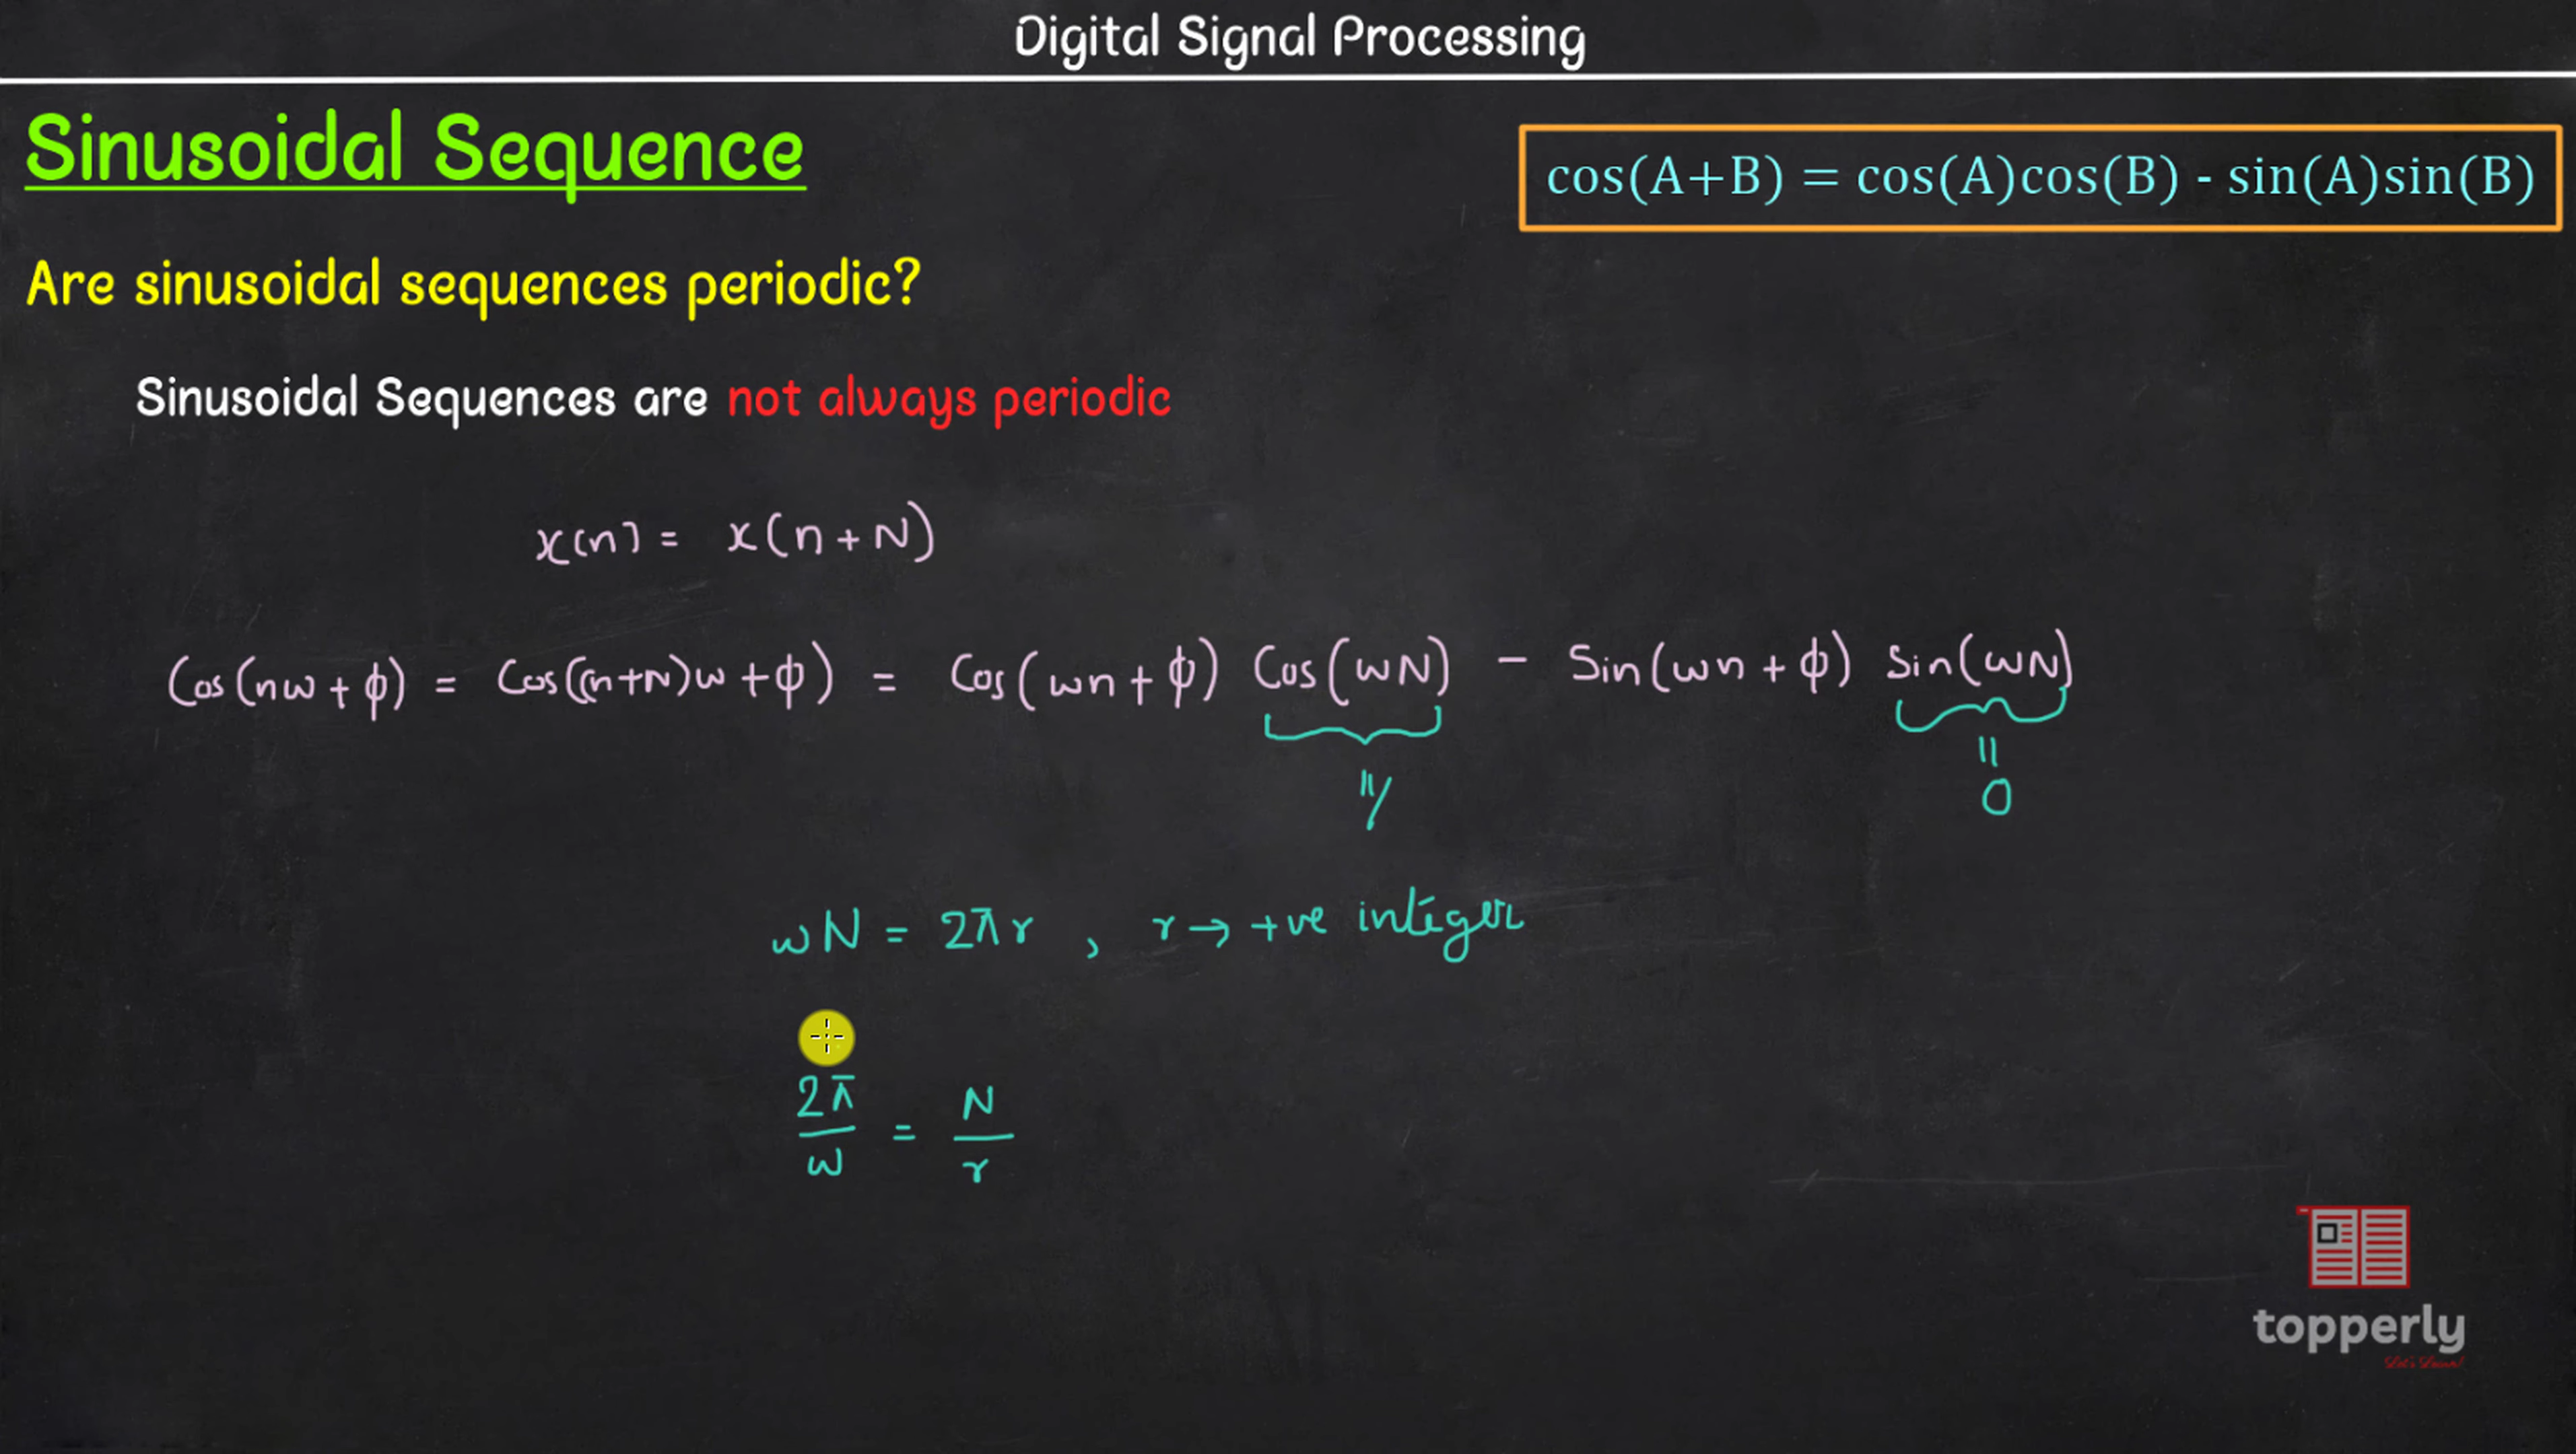 Digital Signal Processing
Sinusoidal Sequence
cos(A+B) = cos(A)cos(B) - sin(A)sin(B)
Are sinusoidal sequences periodic?
Sinusoidal Sequences are not always periodic
x(n) = x(n+N)
Cos(nω+ϕ) = Cos((n+N)ω+ϕ) = Cos(ωn+ϕ) Cos(ωN) − Sin(ωn+ϕ) Sin(ωN)
|| 1 || 0
ωN = 2πr , r → +ve integer
2π/ω = N/r
topperly
Let's Learn!